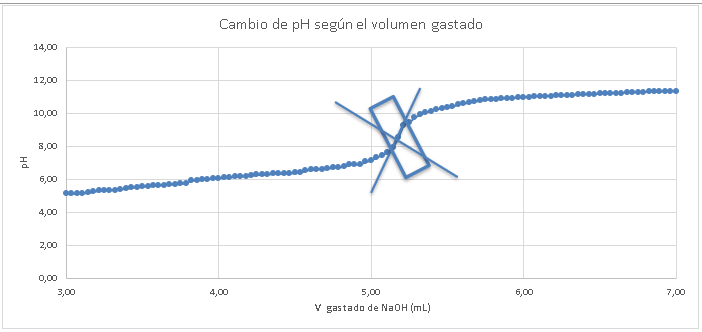 Cambio de pH según el volumen gastado
14,00
12,00
10,00
8,00
6,00
4,00
2,00
0,00
pH
3,00 4,00 5,00 6,00 7,00
V gastado de NaOH (mL)